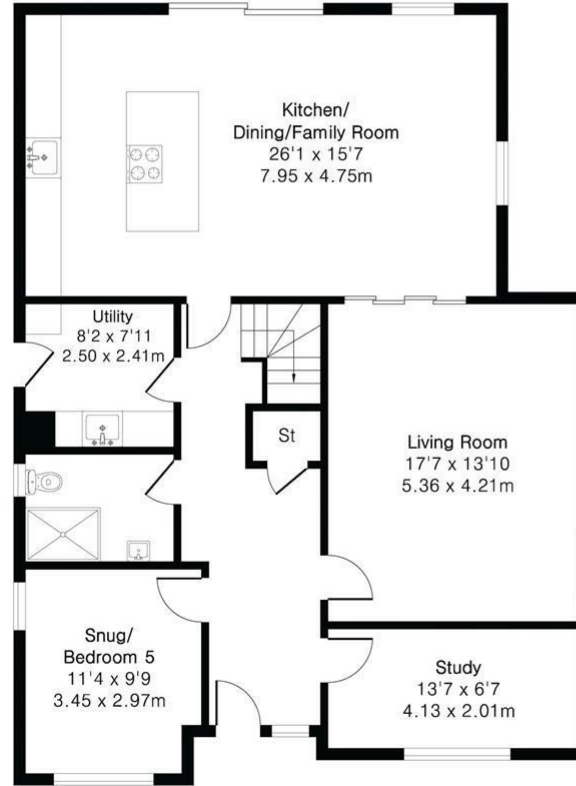 Kitchen/
Dining/Family Room
26'1 x 15'7
7.95 x 4.75m
Utility
8'2 x 7'11
2.50 x 2.41m
St
Living Room
17'7 x 13'10
5.36 x 4.21m
Snug/
Bedroom 5
11'4 x 9'9
3.45 x 2.97m
Study
13'7 x 6'7
4.13 x 2.01m